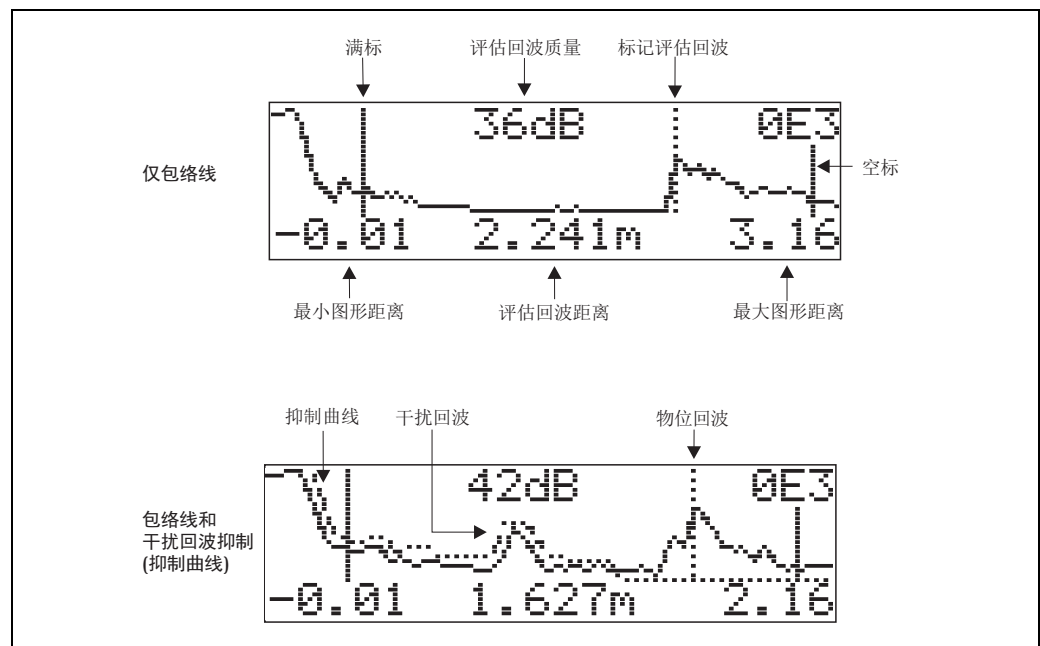 满标 评估回波质量 标记评估回波
36dB 0E3
仅包络线
空标
-0.01 2.241m 3.16
最小图形距离 评估回波距离 最大图形距离
抑制曲线 干扰回波 物位回波
42dB 0E3
包络线和
干扰回波抑制
(抑制曲线)
-0.01 1.627m 2.16